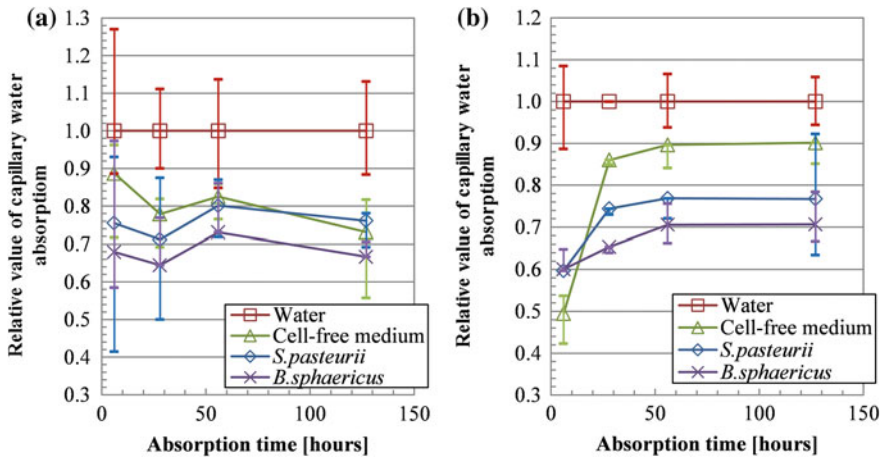 (a)
Relative value of capillary water
absorptiom
1.3
1.2
1.1
1.0
0.9
0.8
0.7
0.6
0.5
0.4
0.3
0
50
100
150
Absorption time [hours]
Water
Cell-free medium
S.pasteurii
B.sphaericus
(b)
Relative value of capillary water
absorption
1.2
1.1
1.0
0.9
0.8
0.7
0.6
0.5
0.4
0.3
0
50
100
150
Absorption time [hours]
Water
Cell-free medium
S.pasteurii
B.sphaericus